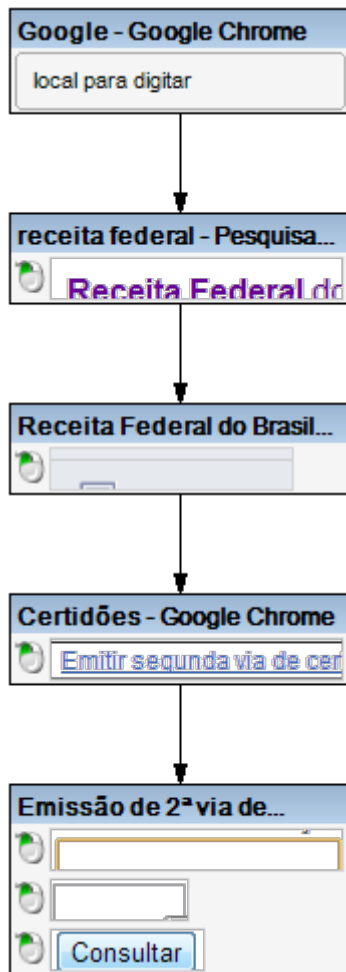 Google - Google Chrome
local para digitar
receita federal - Pesquisa...
Receita Federal do
Receita Federal do Brasil...
Certidões - Google Chrome
Emitir segunda via de cer
Emissão de 2ª via de...
Consultar